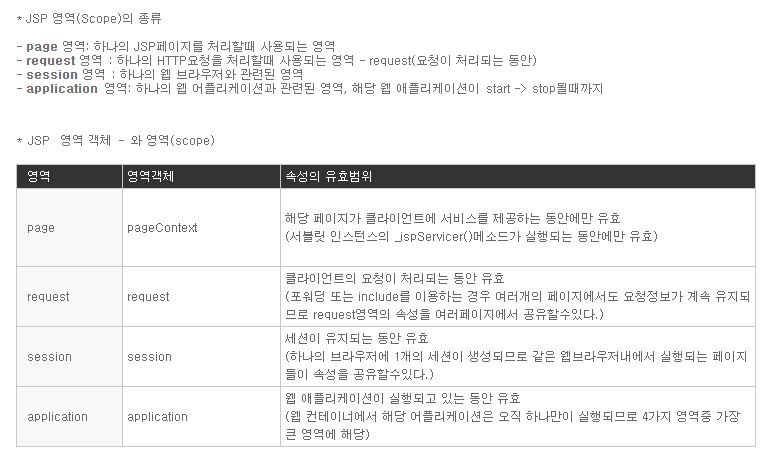 * JSP 영역(Scope)의 종류
- page 영역: 하나의 JSP페이지를 처리할때 사용되는 영역
- request 영역 : 하나의 HTTP요청을 처리할때 사용되는 영역 - request(요청이 처리되는 동안)
- session 영역 : 하나의 웹 브라우저와 관련된 영역
- application 영역: 하나의 웹 어플리케이션과 관련된 영역, 해당 웹 애플리케이션이 start -> stop될때까지
* JSP 영역 객체 - 와 영역(scope)
영역 영역객체 속성의 유효범위
page pageContext 해당 페이지가 클라이언트에 서비스를 제공하는 동안에만 유효
(서블릿 인스턴스의 _jspServicer()메소드가 실행되는 동안에만 유효)
request request 클라이언트의 요청이 처리되는 동안 유효
(포워딩 또는 include를 이용하는 경우 여러개의 페이지에서도 요청정보가 계속 유지되
므로 request영역의 속성을 여러페이지에서 공유할수있다.)
session session 세션이 유지되는 동안 유효
(하나의 브라우저에 1개의 세션이 생성되므로 같은 웹브라우저내에서 실행되는 페이지
들이 속성을 공유할수있다.)
application application 웹 애플리케이션이 실행되고 있는 동안 유효
(웹 컨테이너에서 해당 어플리케이션은 오직 하나만이 실행되므로 4가지 영역중 가장
큰 영역에 해당)